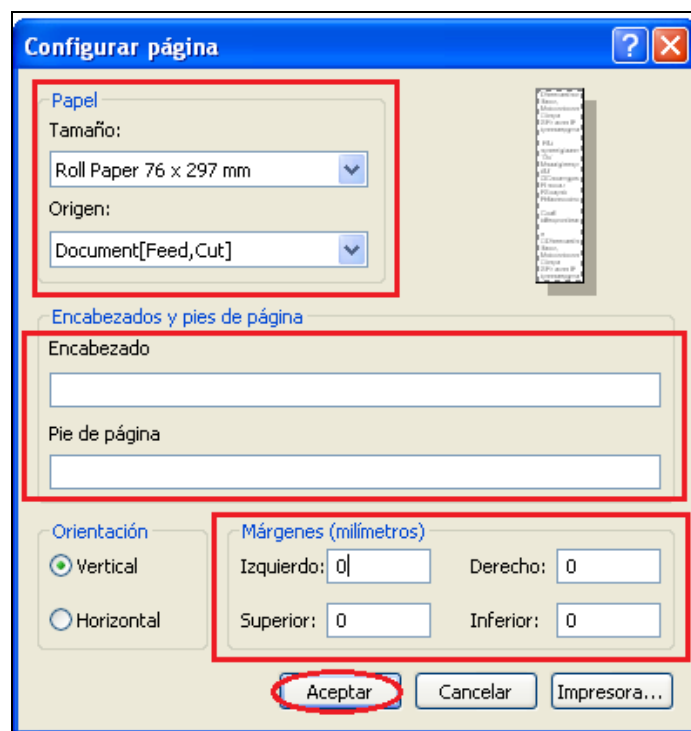 Configurar página
Papel
Tamaño:
Roll Paper 76 x 297 mm
Origen:
Document[Feed,Cut]
Encabezados y pies de página
Encabezado
Pie de página
Orientación
Vertical
Horizontal
Márgenes (milímetros)
Izquierdo: 0 Derecho: 0
Superior: 0 Inferior: 0
Aceptar Cancelar Impresora...